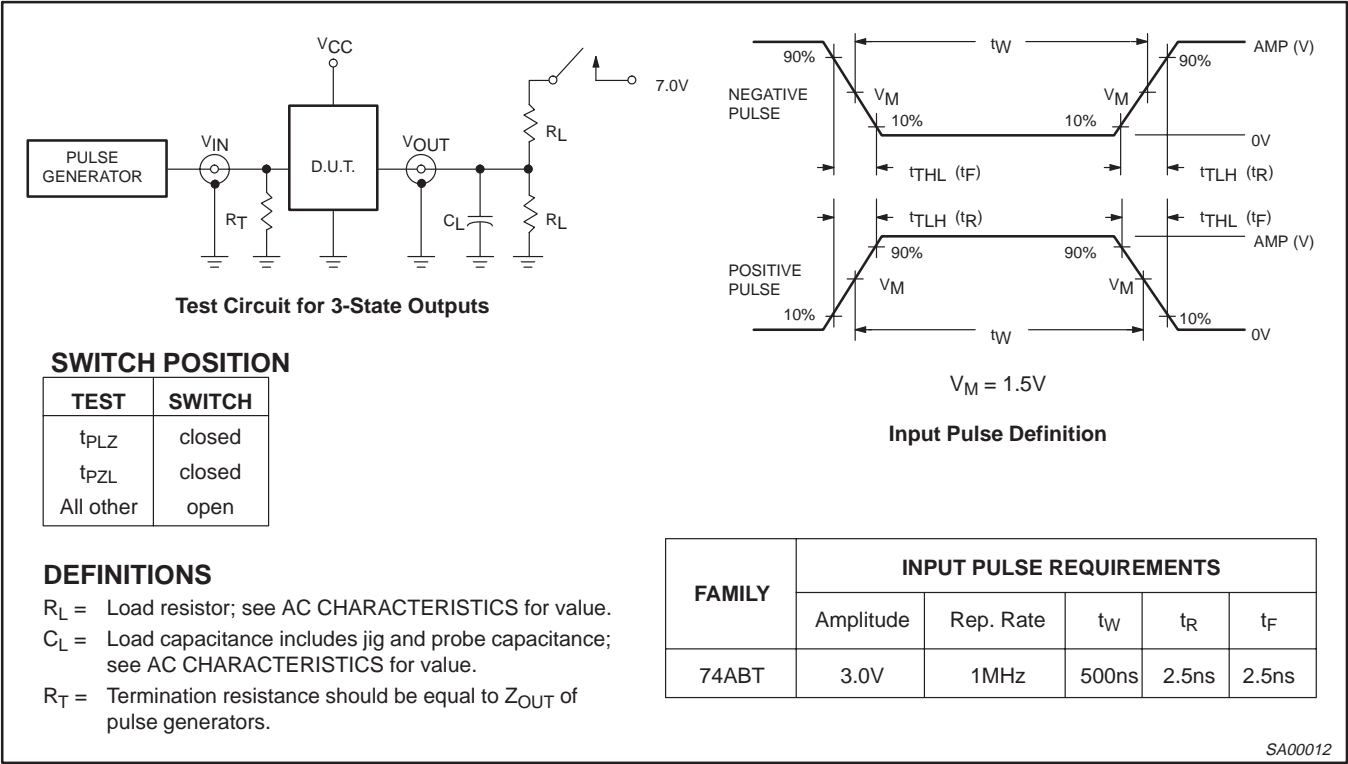 VCC
7.0V
RL
PULSE
GENERATOR
VIN
D.U.T.
VOUT
RT
CL
RL
Test Circuit for 3-State Outputs
tW
AMP (V)
90%
90%
NEGATIVE
PULSE
VM
VM
10%
10%
0V
tTHL (tF)
tTLH (tR)
tTLH (tR)
tTHL (tF)
AMP (V)
90%
90%
POSITIVE
PULSE
VM
VM
10%
10%
tW
0V
VM = 1.5V
Input Pulse Definition
SWITCH POSITION
TEST SWITCH
tPLZ closed
tPZL closed
All other open
DEFINITIONS
RL = Load resistor; see AC CHARACTERISTICS for value.
CL = Load capacitance includes jig and probe capacitance;
see AC CHARACTERISTICS for value.
RT = Termination resistance should be equal to ZOUT of
pulse generators.
FAMILY INPUT PULSE REQUIREMENTS
Amplitude Rep. Rate tW tR tF
74ABT 3.0V 1MHz 500ns 2.5ns 2.5ns
SA00012